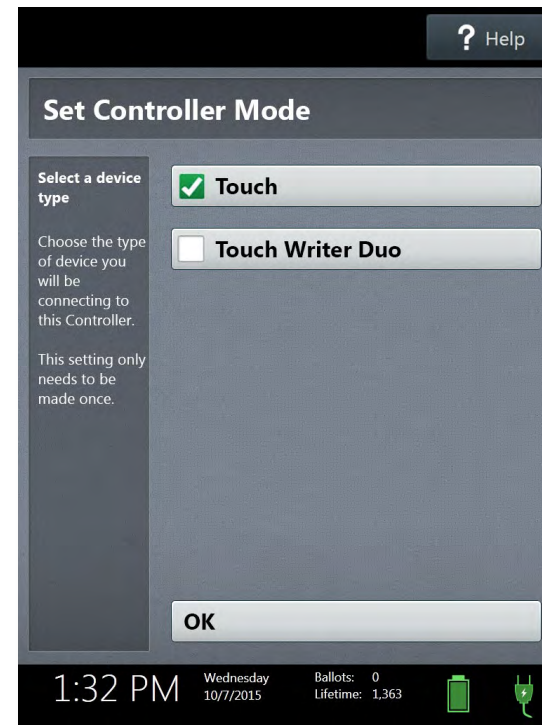 ? Help
Set Controller Mode
Select a device
type
Choose the type
of device you
will be
connecting to
this Controller.
This setting only
needs to be
made once.
Touch
Touch Writer Duo
OK
1:32 PM
Wednesday
10/7/2015
Ballots: 0
Lifetime: 1,363